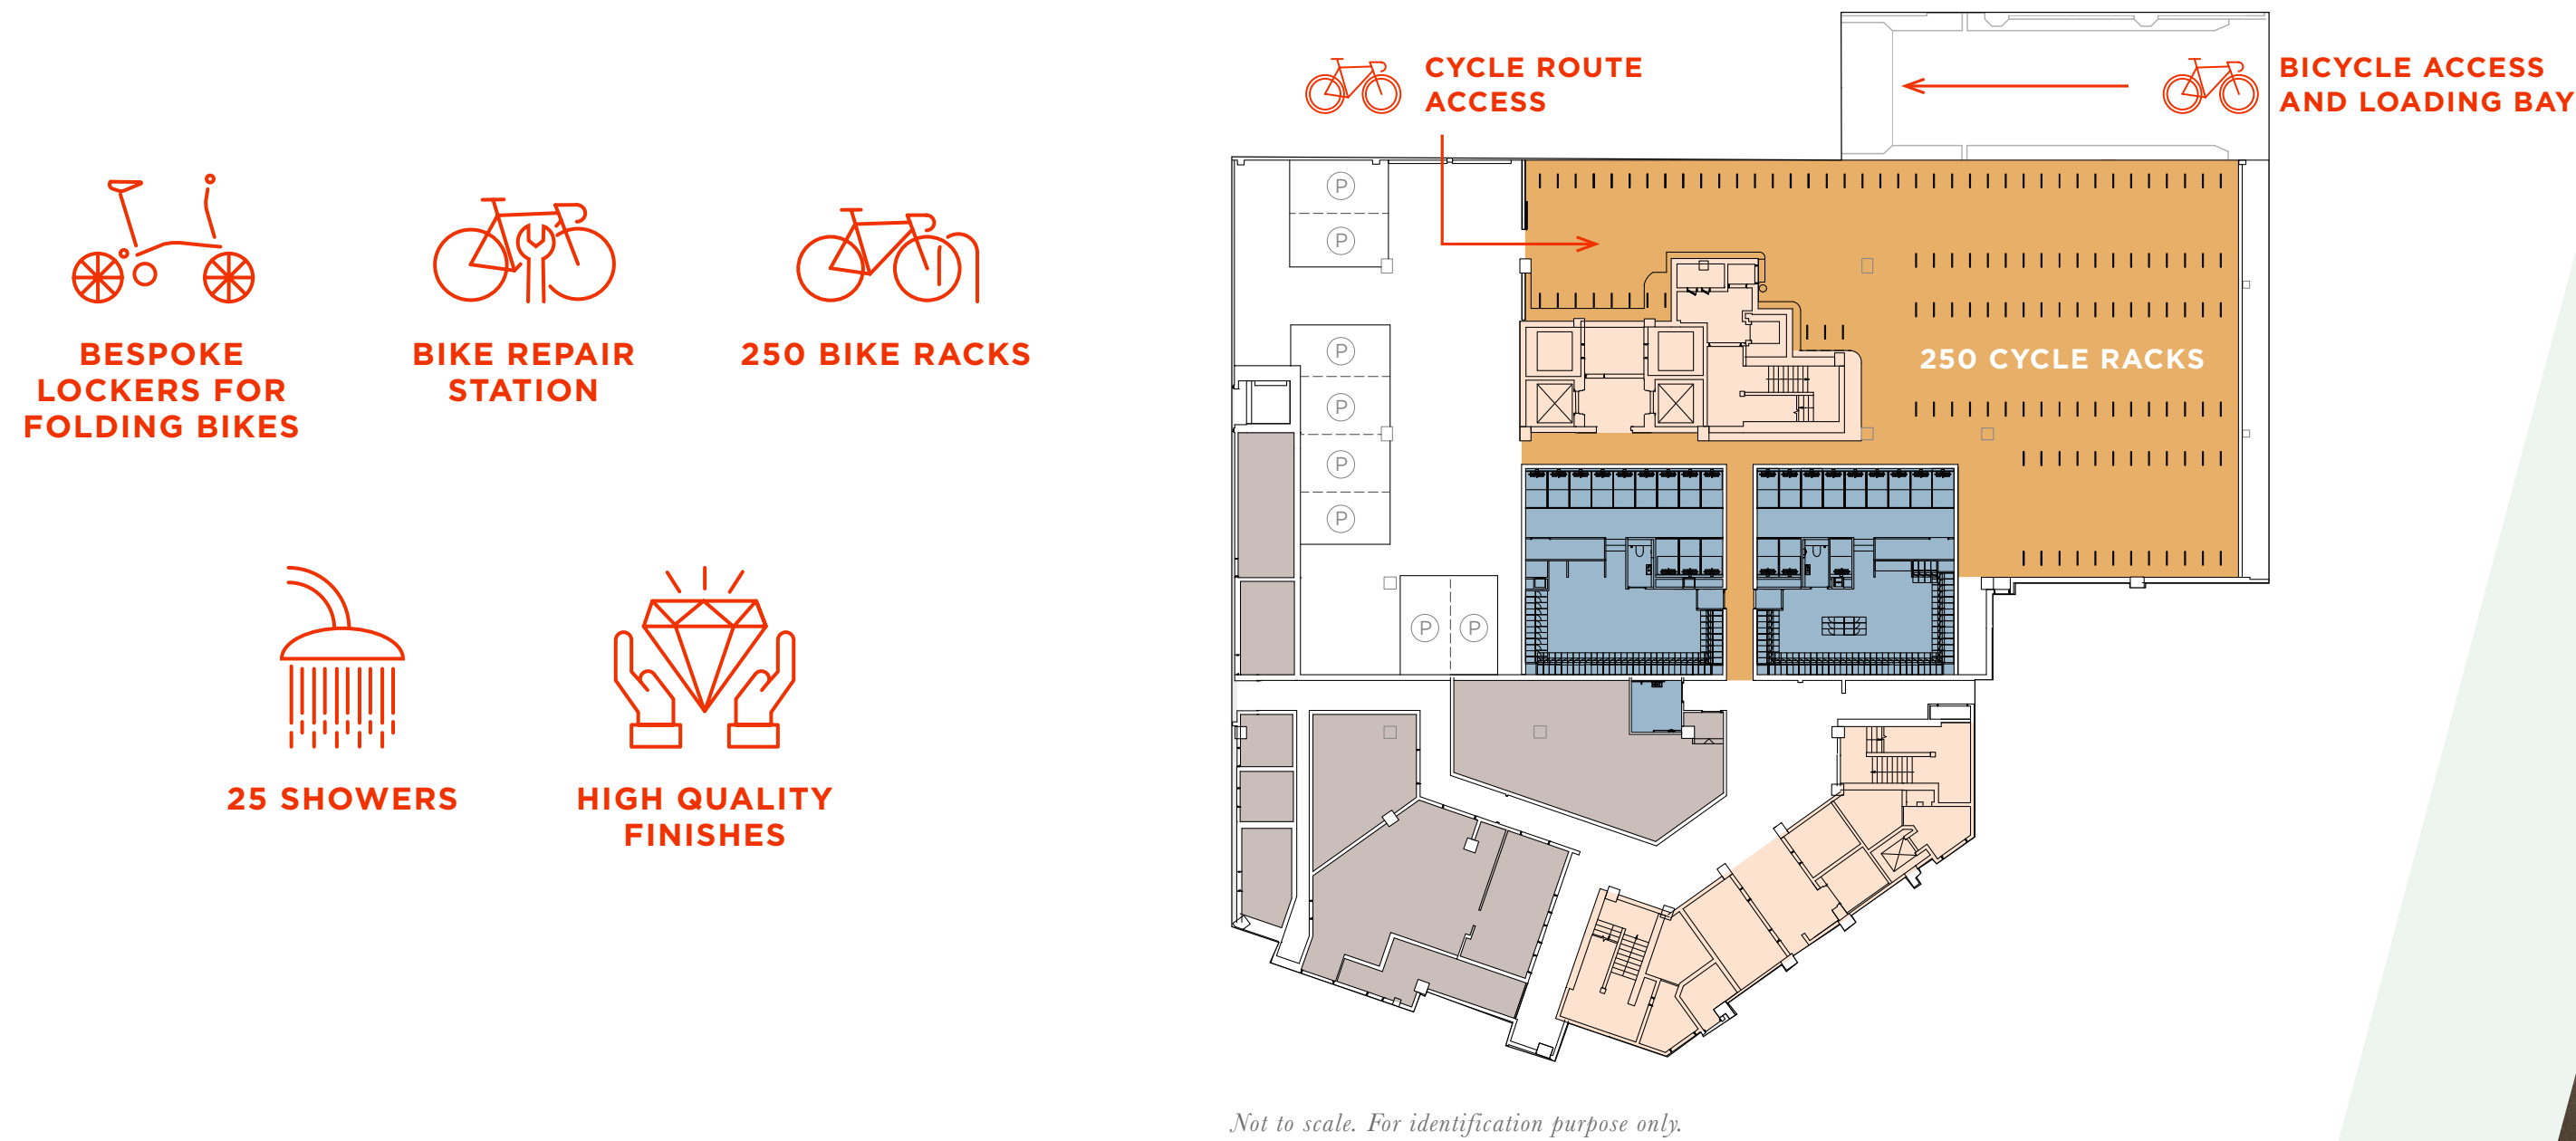 BESPOKE
LOCKERS FOR
FOLDING BIKES
BIKE REPAIR
STATION
250 BIKE RACKS
25 SHOWERS
HIGH QUALITY
FINISHES
CYCLE ROUTE
ACCESS
BICYCLE ACCESS
AND LOADING BAY
P
P
P
P
P
P
P
P
250 CYCLE RACKS
Not to scale. For identification purpose only.